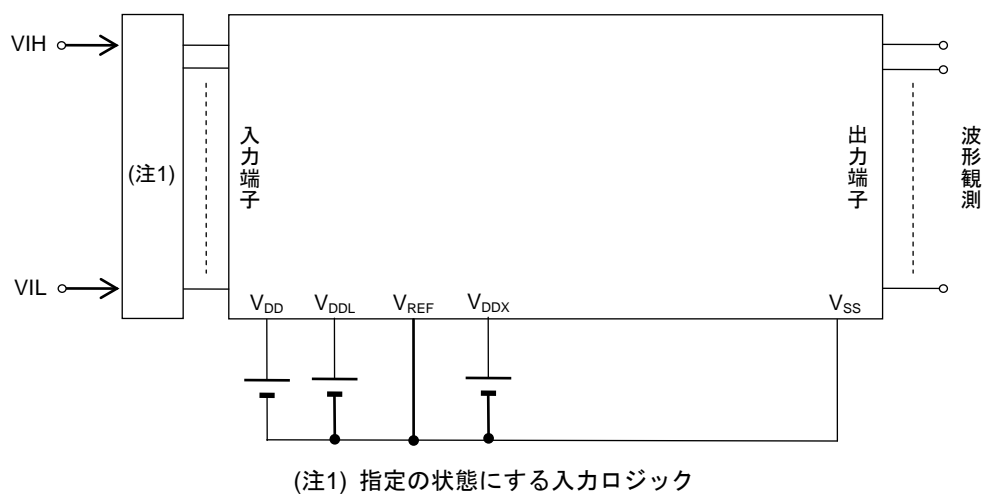 VIH
(注1)
VIL
入力端子
出力端子
波形観測
VDD
VDDL
VREF
VDDX
VSS
(注1) 指定の状態にする入力ロジック